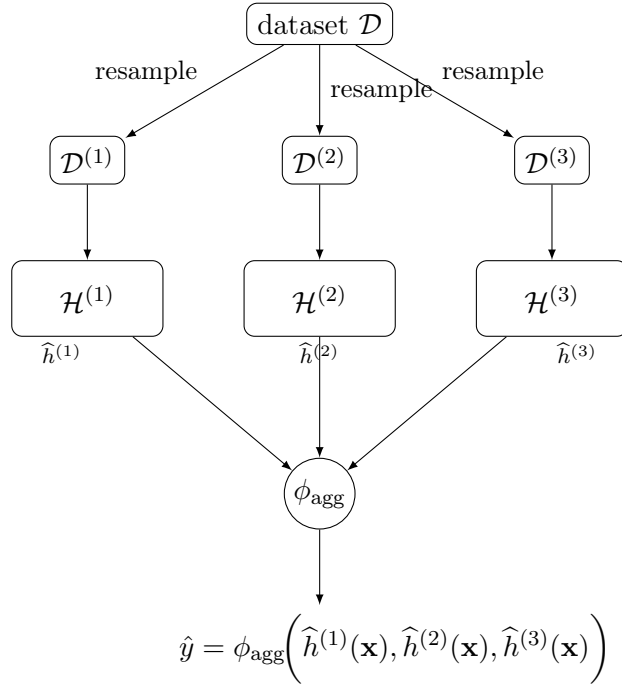 dataset 𝒟
resample resample
resample
𝒟⁽¹⁾ 𝒟⁽²⁾ 𝒟⁽³⁾
ℋ⁽¹⁾ ℋ⁽²⁾ ℋ⁽³⁾
ĥ⁽¹⁾ ĥ⁽²⁾ ĥ⁽³⁾
ϕ_agg
ŷ = ϕ_agg(ĥ⁽¹⁾(𝐱), ĥ⁽²⁾(𝐱), ĥ⁽³⁾(𝐱))